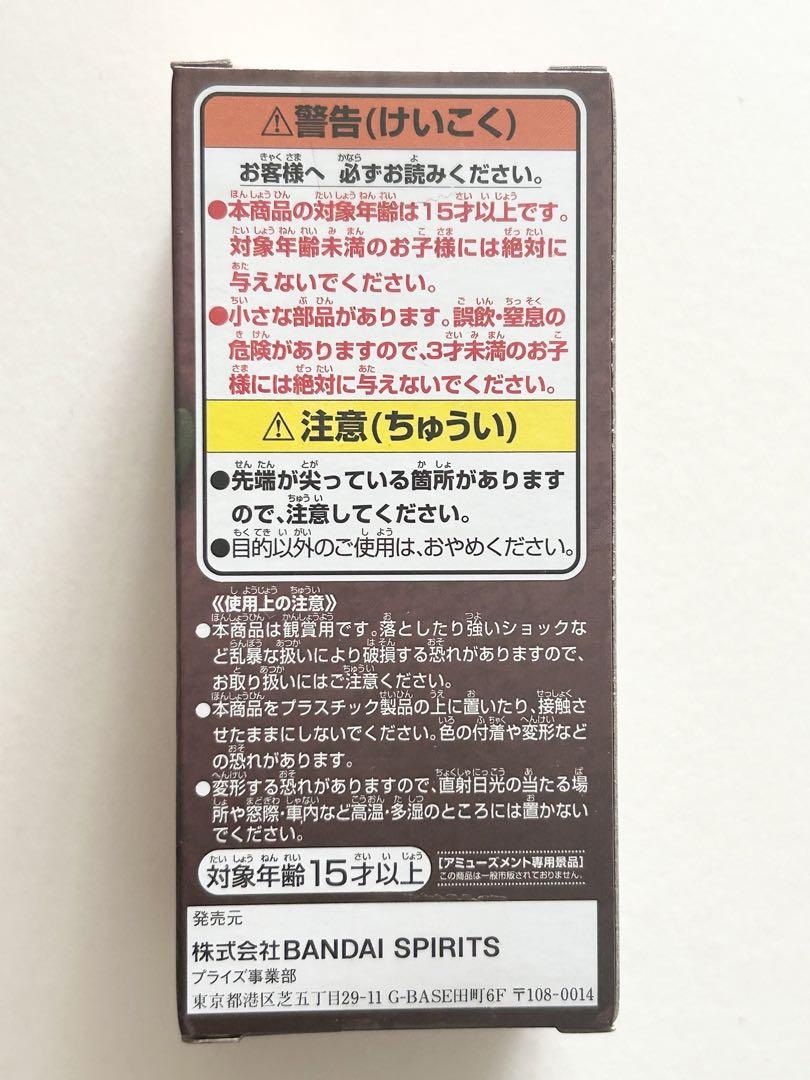 ⚠警告(けいこく)
お客様へ 必ずお読みください。
●本商品の対象年齢は15才以上です。
対象年齢未満のお子様には絶対に
与えないでください。
●小さな部品があります。誤飲・窒息の
危険がありますので、3才未満のお子
様には絶対に与えないでください。
⚠注意(ちゅうい)
●先端が尖っている箇所があります
ので、注意してください。
●目的以外のご使用は、おやめください。
《使用上の注意》
●本商品は観賞用です。落としたり強いショックな
ど乱暴な扱いにより破損する恐れがありますので、
お取り扱いにはご注意ください。
●本商品をプラスチック製品の上に置いたり、接触さ
せたままにしないでください。色の付着や変形など
の恐れがあります。
●変形する恐れがありますので、直射日光の当たる場
所や窓際・車内など高温・多湿のところには置かない
でください。
対象年齢15才以上
[アミューズメント専用景品]
この商品は一般市販されておりません。
発売元
株式会社BANDAI SPIRITS
プライズ事業部
東京都港区芝五丁目29-11 G-BASE田町6F 〒108-0014